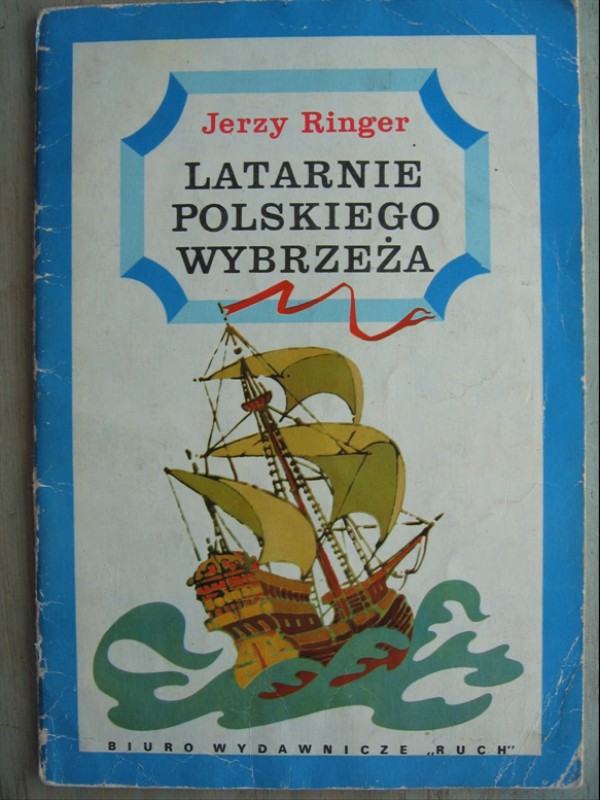 Jerzy Ringer
LATARNIE
POLSKIEGO
WYBRZEŻA
BIURO WYDAWNICZE „RUCH"